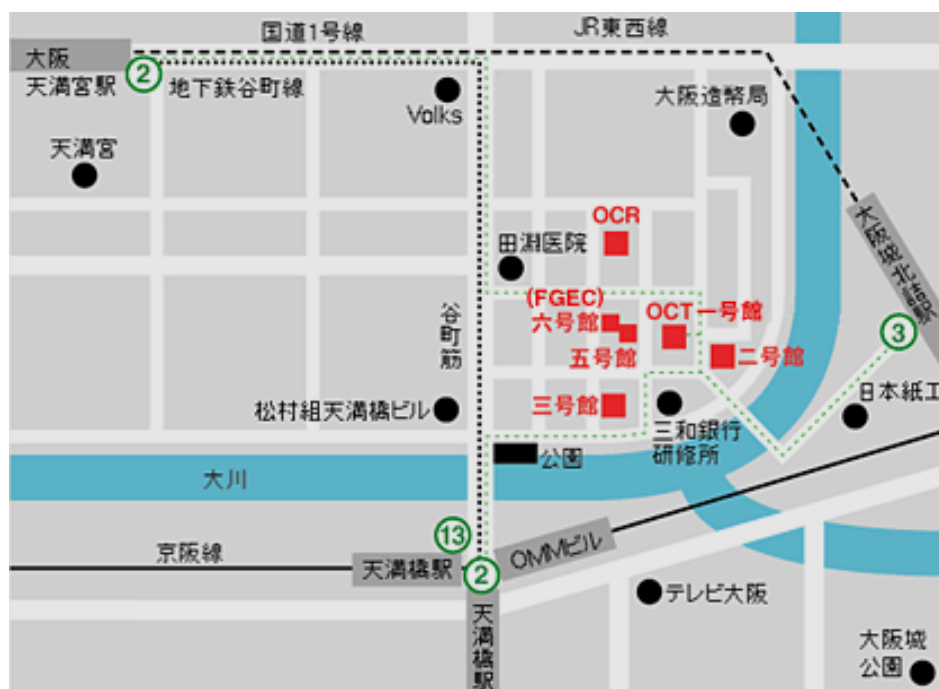 国道1号線
JR東西線
大阪
天満宮駅
2
地下鉄谷町線
Volks
大阪造幣局
天満宮
OCR
田淵医院
大阪城北詰駅
(FGEC)
六号館
OCT一号館
五号館
二号館
3
谷町筋
三号館
松村組天満橋ビル
日本紙工
三和銀行
研修所
公園
大川
13
京阪線
天満橋駅
2
OMMビル
テレビ大阪
天満橋駅
大阪城
公園